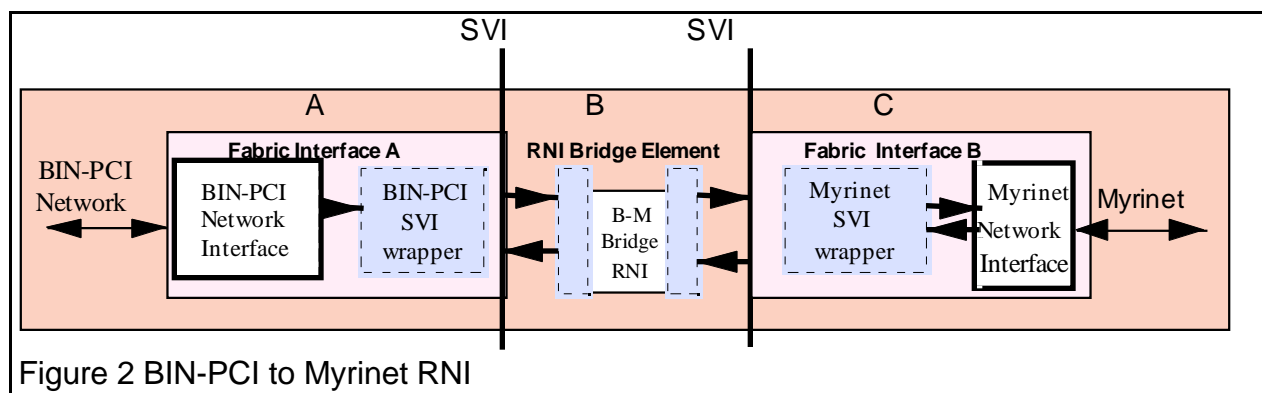 SVI SVI
A B C
Fabric Interface A RNI Bridge Element Fabric Interface B
BIN-PCI
Network
BIN-PCI
Network
Interface
BIN-PCI
SVI
wrapper
B-M
Bridge
RNI
Myrinet
SVI
wrapper
Myrinet
Network
Interface
Myrinet
Figure 2 BIN-PCI to Myrinet RNI